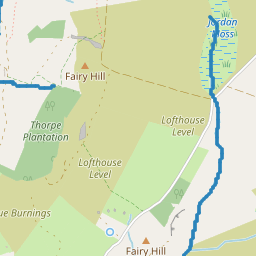 Jordan
Moss
Fairy Hill
Lofthouse
Level
Thorpe
Plantation
Lofthouse
Level
ue Burnings
Fairy Hill